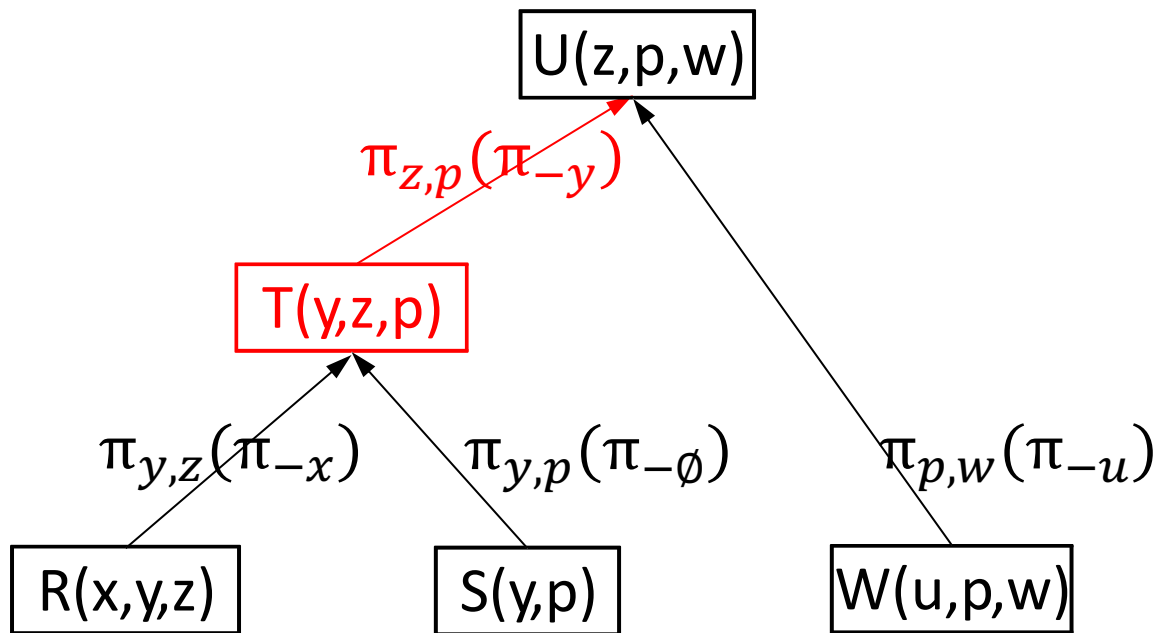 U(z,p,w)
π_{z,p}(π_{−y})
T(y,z,p)
π_{y,z}(π_{−x})
π_{y,p}(π_{−∅})
π_{p,w}(π_{−u})
R(x,y,z)
S(y,p)
W(u,p,w)